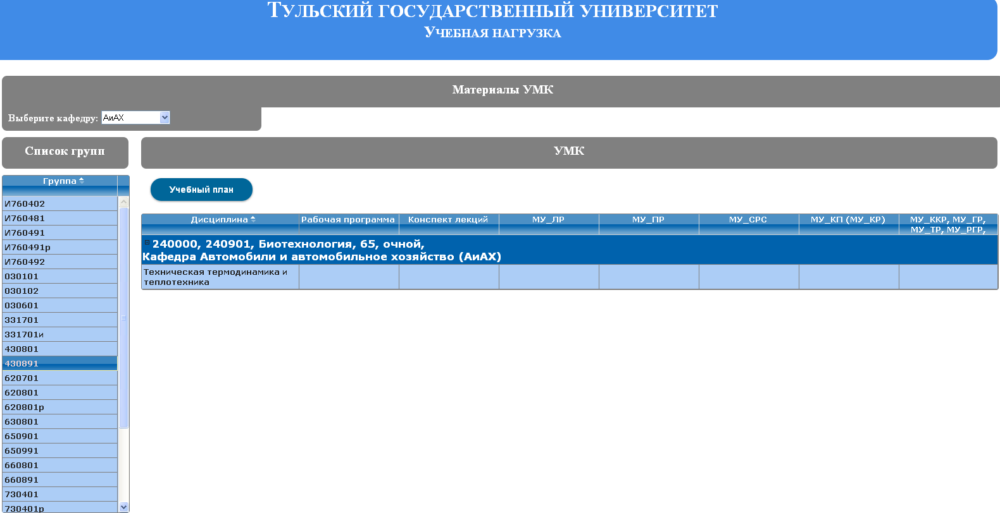 Тульский государственный университет
Учебная нагрузка
Материалы УМК
Выберите кафедру: АиАХ
Список групп
УМК
Группа
Учебный план
И760402
И760481
И760491
И760491р
И760492
030101
030102
030601
331701
331701и
430801
430891
620701
620801
620801р
630801
650901
650991
660801
660891
730401
730401р
Дисциплина Рабочая программа Конспект лекций МУ_ЛР МУ_ПР МУ_СРС МУ_КП (МУ_КР) МУ_ККР, МУ_ГР,
МУ_ТР, МУ_РГР,
240000, 240901, Биотехнология, 65, очной,
Кафедра Автомобили и автомобильное хозяйство (АиАХ)
Техническая термодинамика и
теплотехника